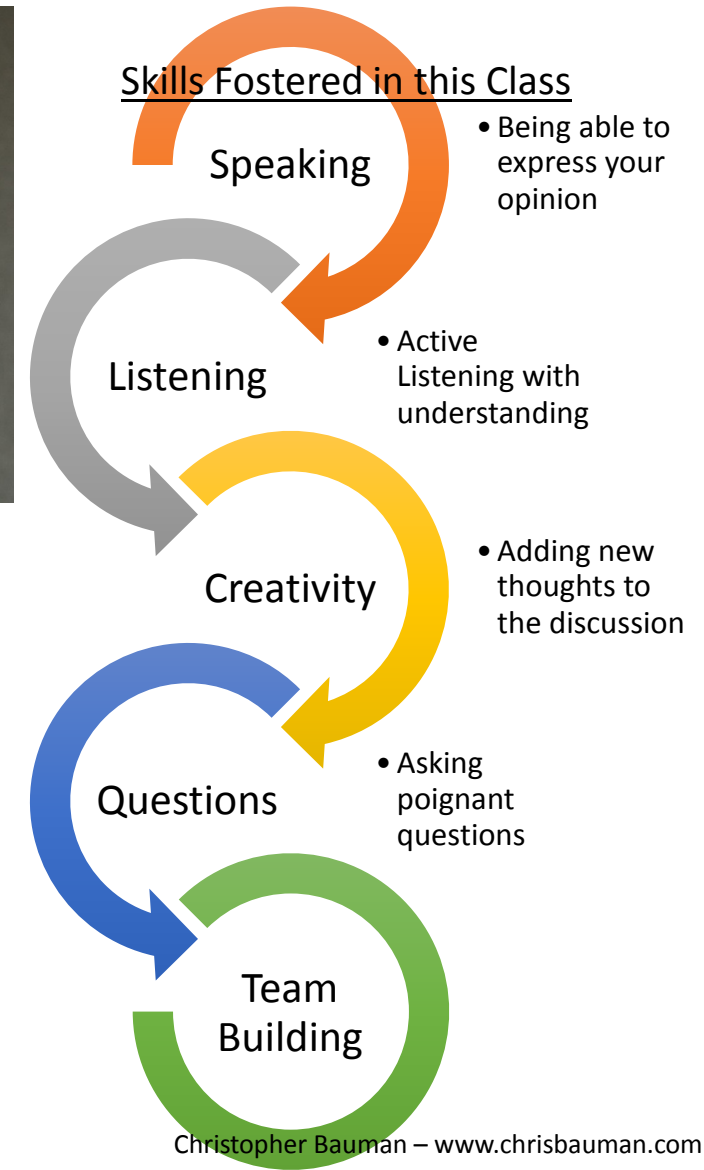 Skills Fostered in this Class
Speaking
• Being able to
express your
opinion
Listening
• Active
Listening with
understanding
Creativity
• Adding new
thoughts to
the discussion
Questions
• Asking
poignant
questions
Team
Building
Christopher Bauman – www.chrisbauman.com